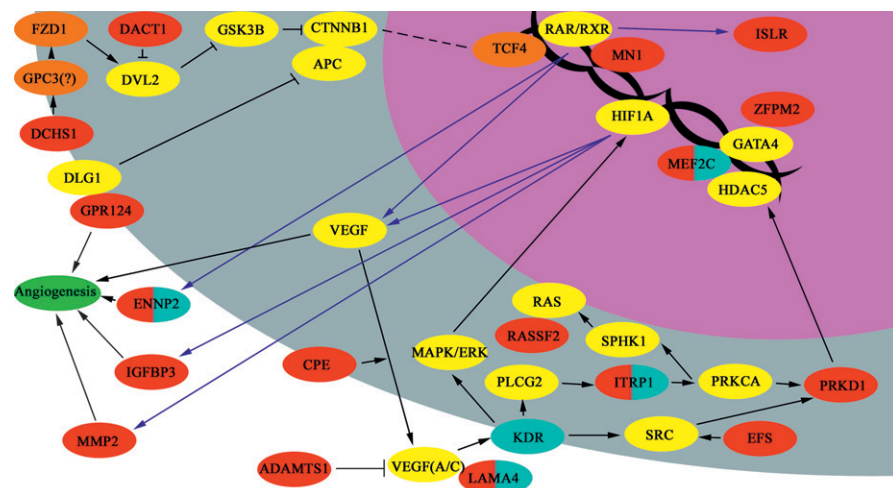 FZD1
DACT1
GSK3B
CTNNB1
RAR/RXR
ISLR
TCF4
MN1
GPC3(?)
DVL2
APC
ZFPM2
HIF1A
DCHS1
GATA4
MEF2C
DLG1
HDAC5
GPR124
VEGF
Angiogenesis
ENNP2
RAS
RASSF2
SPHK1
MAPK/ERK
CPE
IGFBP3
PLCG2
ITRP1
PRKCA
PRKD1
MMP2
KDR
SRC
EFS
ADAMTS1
VEGF(A/C)
LAMA4